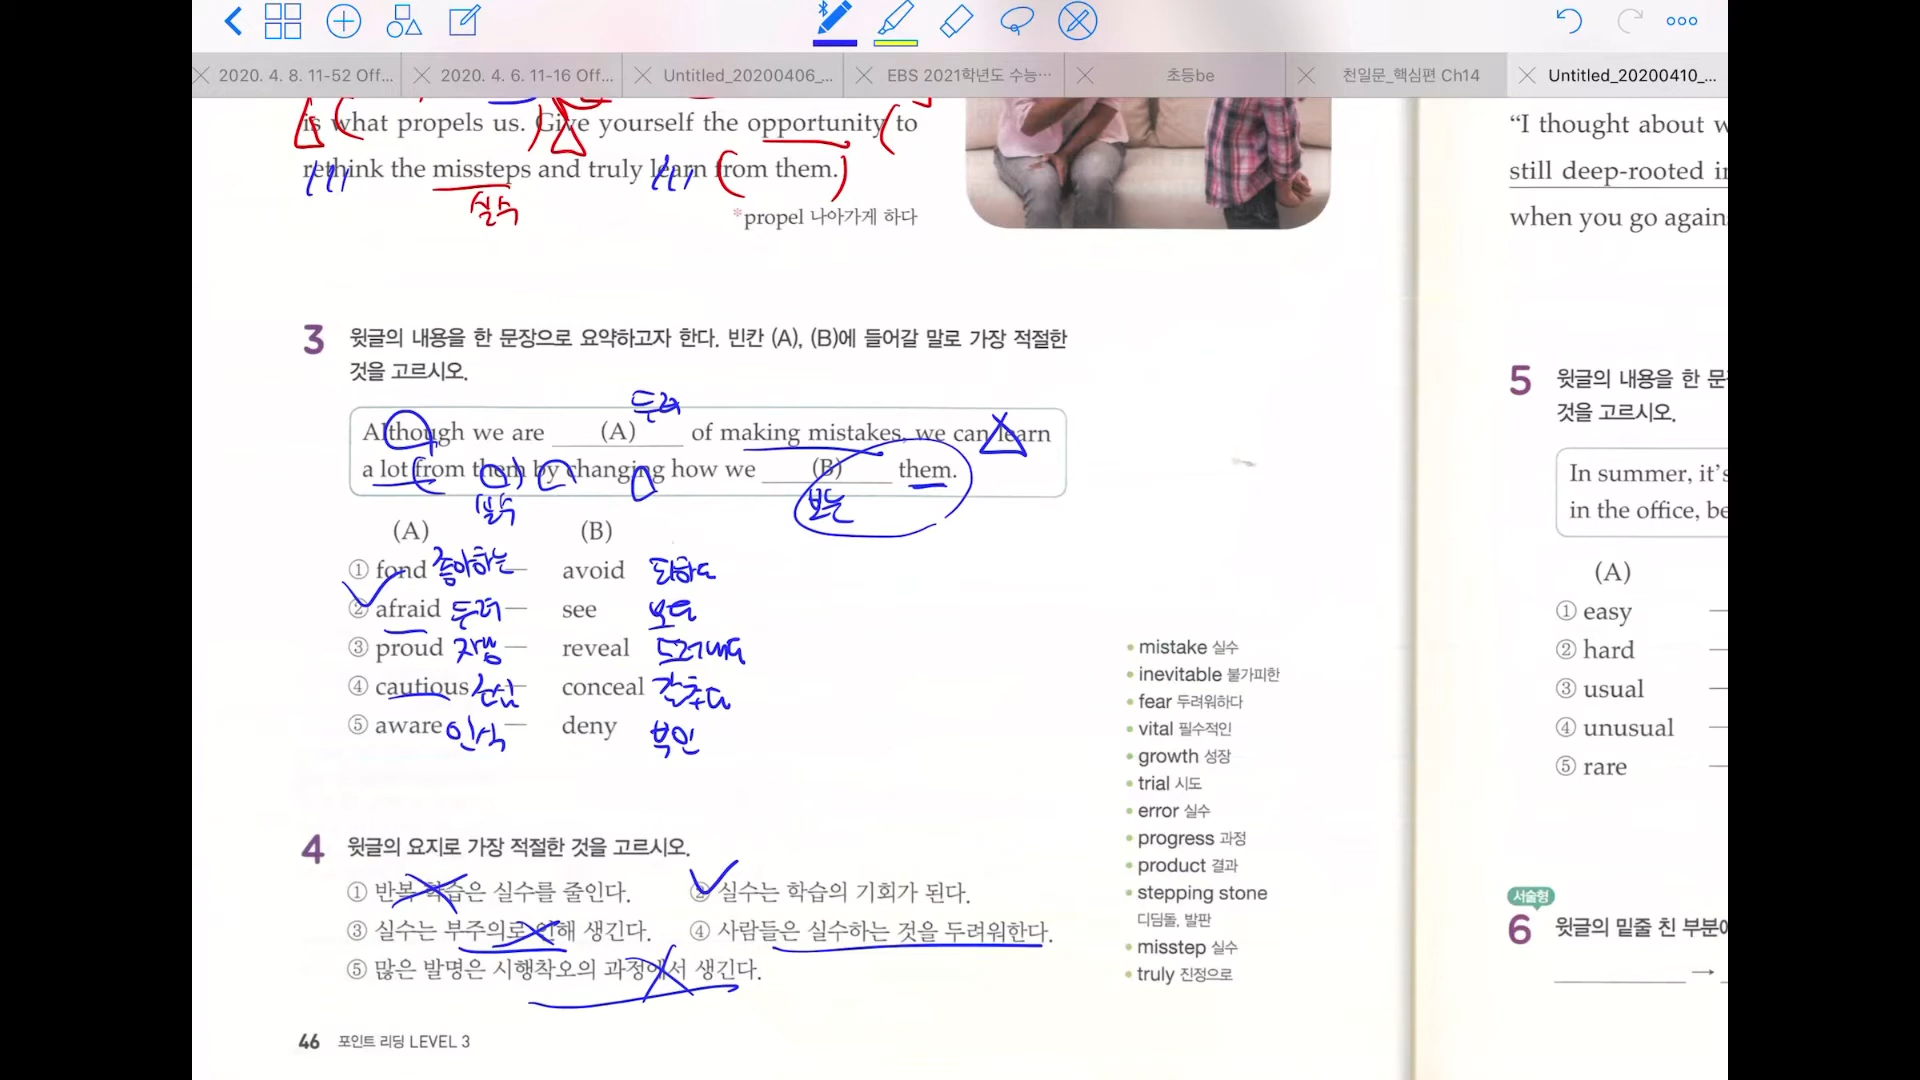 2020. 4. 8. 11-52 Off...
2020. 4. 6. 11-16 Off...
Untitled_20200406_...
EBS 2021학년도 수능...
초등be
천일문_핵심편 Ch14
Untitled_20200410_...
is what propels us. Give yourself the opportunity to
rethink the missteps and truly learn from them.
실수
*propel 나아가게 하다
3 윗글의 내용을 한 문장으로 요약하고자 한다. 빈칸 (A), (B)에 들어갈 말로 가장 적절한
것을 고르시오.
두려
Although we are (A) of making mistakes, we can learn
a lot from them by changing how we (B) them.
실수
보는
(A) (B)
① fond 좋아하는 — avoid 피하다
② afraid 두려 — see 보다
③ proud — reveal 드러내다
④ cautious 조심 — conceal 감추다
⑤ aware 인식 — deny 부인
• mistake 실수
• inevitable 불가피한
• fear 두려워하다
• vital 필수적인
• growth 성장
• trial 시도
• error 실수
• progress 과정
• product 결과
• stepping stone
디딤돌, 발판
• misstep 실수
• truly 진정으로
4 윗글의 요지로 가장 적절한 것을 고르시오.
① 반복 학습은 실수를 줄인다.
② 실수는 학습의 기회가 된다.
③ 실수는 부주의로 인해 생긴다.
④ 사람들은 실수하는 것을 두려워한다.
⑤ 많은 발명은 시행착오의 과정에서 생긴다.
46 포인트 리딩 LEVEL 3
“I thought about
still deep-rooted
when you go again
5 윗글의 내용을 한
것을 고르시오.
In summer, it's
in the office,
(A)
① easy —
② hard —
③ usual —
④ unusual —
⑤ rare —
서술형
6 윗글의 밑줄 친
→